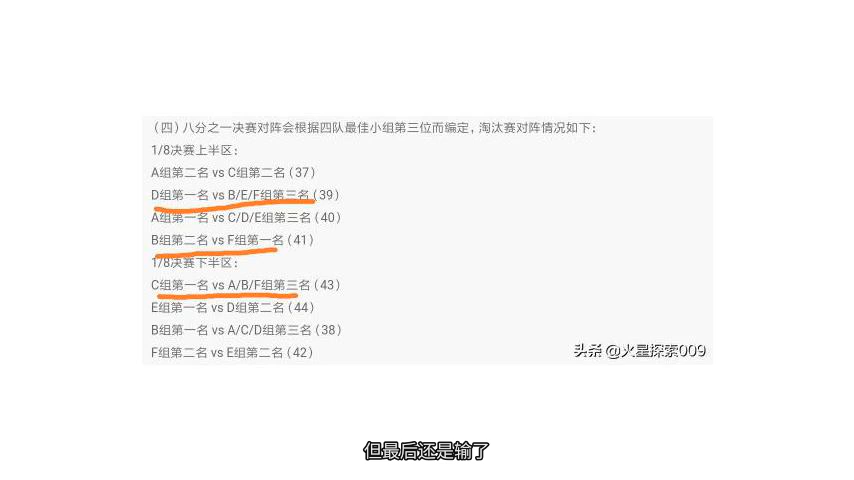 （四）八分之一决赛对阵会根据四队最佳小组第三位而编定，淘汰赛对阵情况如下：
1/8决赛上半区：
A组第二名 vs C组第二名（37）
D组第一名 vs B/E/F组第三名（39）
A组第一名 vs C/D/E组第三名（40）
B组第二名 vs F组第一名（41）
1/8决赛下半区：
C组第一名 vs A/B/F组第三名（43）
E组第一名 vs D组第二名（44）
B组第一名 vs A/C/D组第三名（38）
F组第二名 vs E组第二名（42）
头条 @火星探索009
但最后还是输了